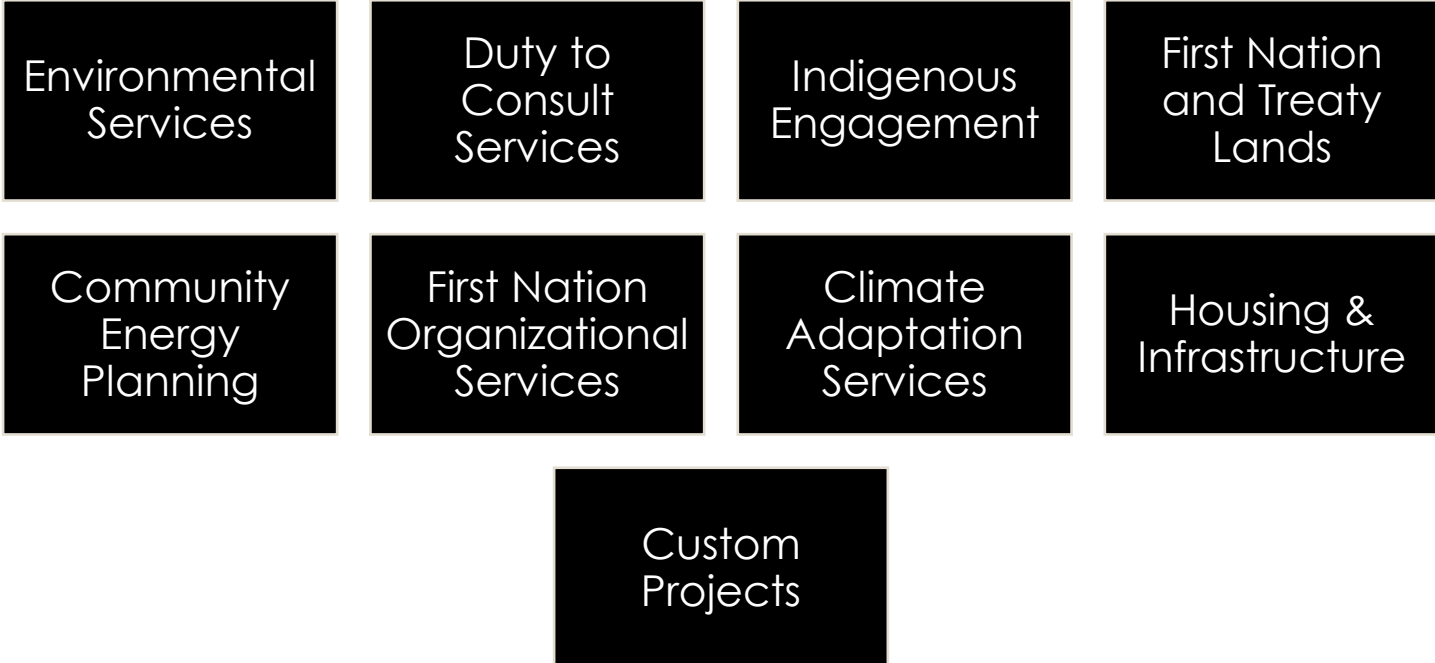 Environmental
Services
Duty to
Consult
Services
Indigenous
Engagement
First Nation
and Treaty
Lands
Community
Energy
Planning
First Nation
Organizational
Services
Climate
Adaptation
Services
Housing &
Infrastructure
Custom
Projects